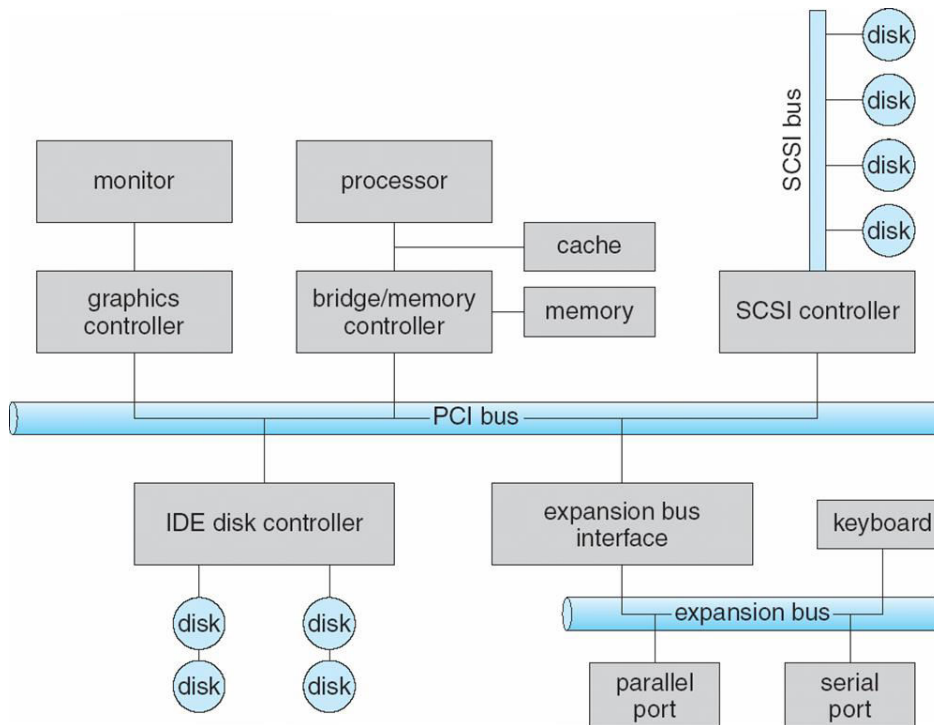 disk
disk
SCSI bus
disk
disk
monitor
processor
cache
graphics
controller
bridge/memory
controller
memory
SCSI controller
PCI bus
IDE disk controller
expansion bus
interface
keyboard
disk
disk
expansion bus
disk
disk
parallel
port
serial
port